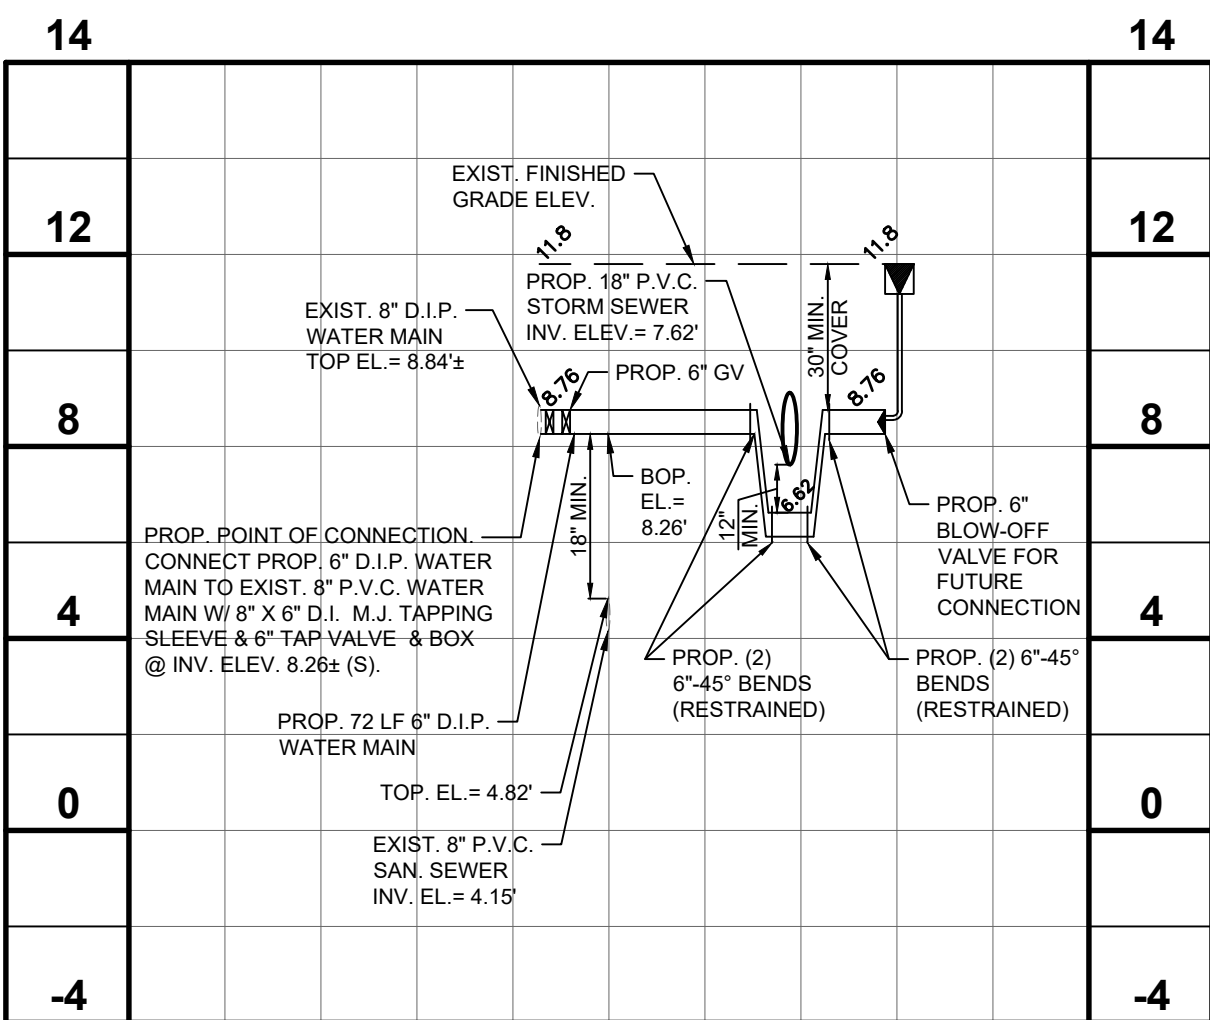 14
14
EXIST. FINISHED
GRADE ELEV.
12
12
11.8
11.8
PROP. 18" P.V.C.
STORM SEWER
INV. ELEV.= 7.62'
EXIST. 8" D.I.P.
WATER MAIN
TOP EL.= 8.84'±
30" MIN.
COVER
8.76
PROP. 6" GV
8.76
8
8
BOP.
EL.=
8.26'
18" MIN.
12"
MIN.
6.62
PROP. 6"
BLOW-OFF
VALVE FOR
FUTURE
CONNECTION
PROP. POINT OF CONNECTION.
CONNECT PROP. 6" D.I.P. WATER
MAIN TO EXIST. 8" P.V.C. WATER
MAIN W/ 8" X 6" D.I. M.J. TAPPING
SLEEVE & 6" TAP VALVE & BOX
@ INV. ELEV. 8.26± (S).
4
4
PROP. (2)
6"-45° BENDS
(RESTRAINED)
PROP. (2) 6"-45°
BENDS
(RESTRAINED)
PROP. 72 LF 6" D.I.P.
WATER MAIN
TOP. EL.= 4.82'
0
0
EXIST. 8" P.V.C.
SAN. SEWER
INV. EL.= 4.15'
-4
-4